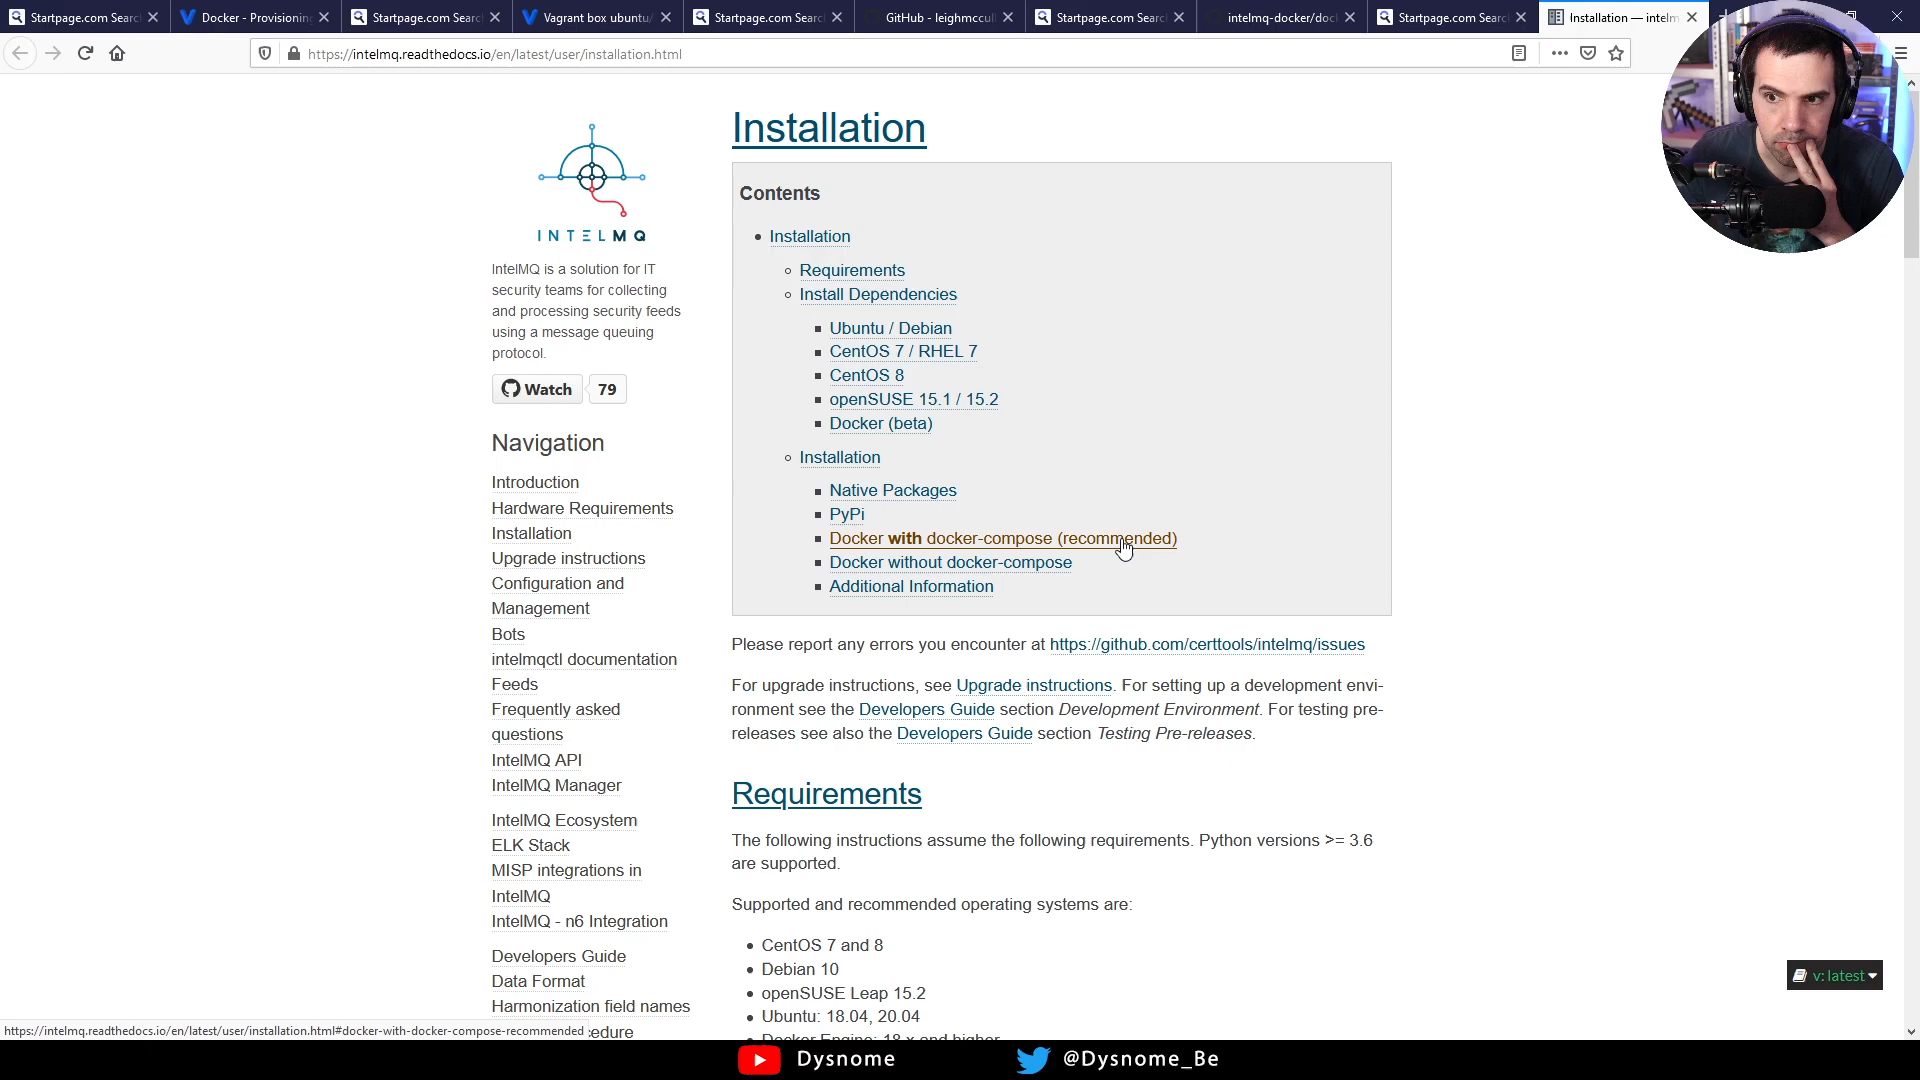 Startpage.com Searc
Docker - Provisionin
Startpage.com Searc
Vagrant box ubuntu/
Startpage.com Searc
GitHub - leighmccul
Startpage.com Searc
intelmq-docker/doc
Startpage.com Searc
Installation — intelm
https://intelmq.readthedocs.io/en/latest/user/installation.html
INTELMQ
IntelMQ is a solution for IT
security teams for collecting
and processing security feeds
using a message queuing
protocol.
Watch 79
Navigation
Introduction
Hardware Requirements
Installation
Upgrade instructions
Configuration and
Management
Bots
intelmqctl documentation
Feeds
Frequently asked
questions
IntelMQ API
IntelMQ Manager
IntelMQ Ecosystem
ELK Stack
MISP integrations in
IntelMQ
IntelMQ - n6 Integration
Developers Guide
Data Format
Harmonization field names
edure
Installation
Contents
• Installation
◦ Requirements
◦ Install Dependencies
▪ Ubuntu / Debian
▪ CentOS 7 / RHEL 7
▪ CentOS 8
▪ openSUSE 15.1 / 15.2
▪ Docker (beta)
◦ Installation
▪ Native Packages
▪ PyPi
▪ Docker with docker-compose (recommended)
▪ Docker without docker-compose
▪ Additional Information
Please report any errors you encounter at https://github.com/certtools/intelmq/issues
For upgrade instructions, see Upgrade instructions. For setting up a development envi-
ronment see the Developers Guide section Development Environment. For testing pre-
releases see also the Developers Guide section Testing Pre-releases.
Requirements
The following instructions assume the following requirements. Python versions >= 3.6
are supported.
Supported and recommended operating systems are:
• CentOS 7 and 8
• Debian 10
• openSUSE Leap 15.2
• Ubuntu: 18.04, 20.04
• Docker Engine: 18.x and higher
v: latest
https://intelmq.readthedocs.io/en/latest/user/installation.html#docker-with-docker-compose-recommended
Dysnome
@Dysnome_Be